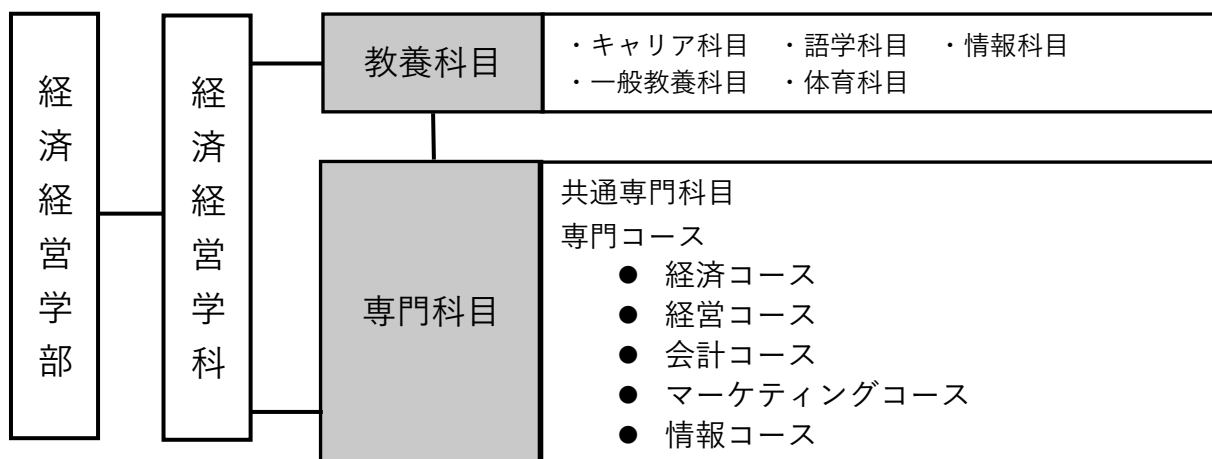 経済経営学部
経済経営学科
教養科目
・キャリア科目　・語学科目　・情報科目
・一般教養科目　・体育科目
専門科目
共通専門科目
専門コース
● 経済コース
● 経営コース
● 会計コース
● マーケティングコース
● 情報コース